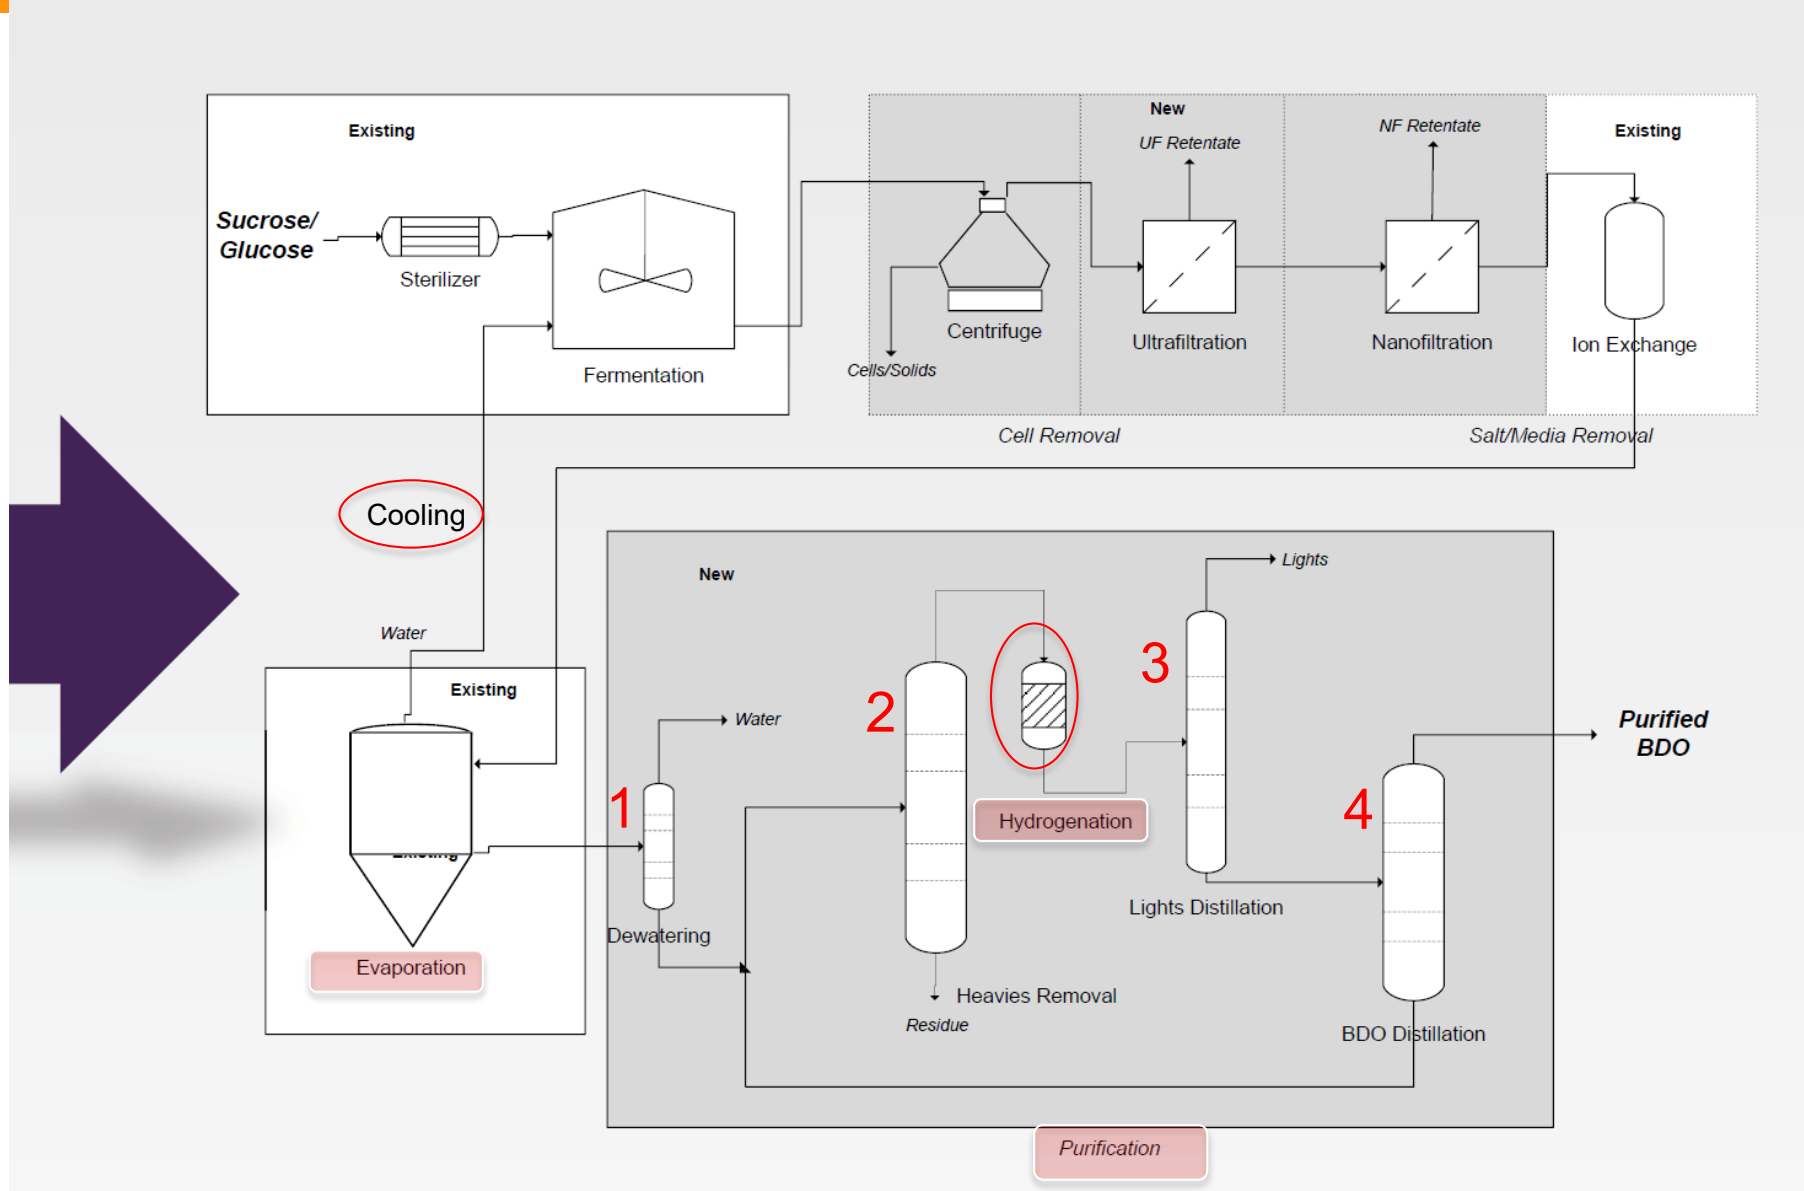 Existing
Sucrose/
Glucose
Sterilizer
Fermentation
New
UF Retentate
NF Retentate
Existing
Centrifuge
Ultrafiltration
Nanofiltration
Ion Exchange
Cells/Solids
Cell Removal
Salt/Media Removal
Cooling
Water
Existing
Existing
Evaporation
New
Lights
Water
1
2
3
4
Hydrogenation
Dewatering
Heavies Removal
Residue
Lights Distillation
BDO Distillation
Purified
BDO
Purification